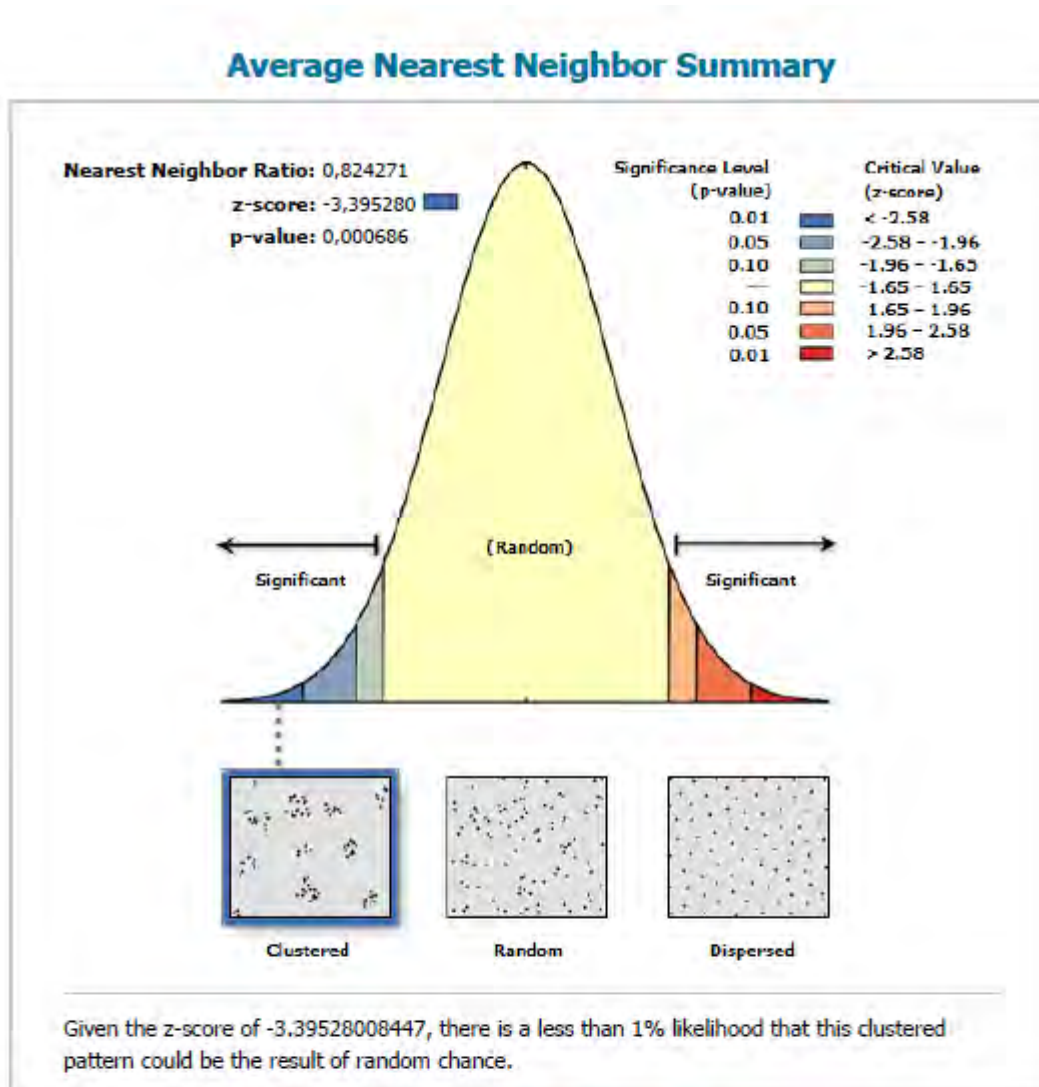 Average Nearest Neighbor Summary
Nearest Neighbor Ratio: 0,824271
z-score: -3,395280
p-value: 0,000686
Significance Level
(p-value)
Critical Value
(z-score)
0.01 < -2.58
0.05 -2.58 – -1.96
0.10 -1.96 – -1.65
— -1.65 – 1.65
0.10 1.65 – 1.96
0.05 1.96 – 2.58
0.01 > 2.58
(Random)
Significant
Significant
Clustered
Random
Dispersed
Given the z-score of -3.39528008447, there is a less than 1% likelihood that this clustered
pattern could be the result of random chance.